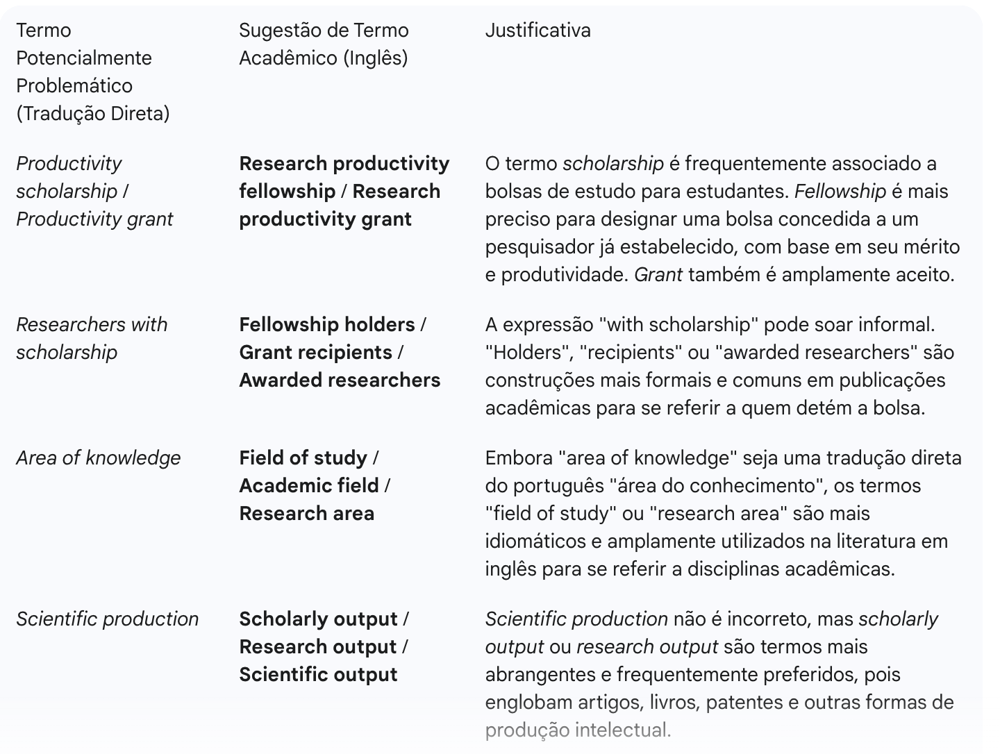 Termo
Potencialmente
Problemático
(Tradução Direta)
Sugestão de Termo
Acadêmico (Inglês)
Justificativa
Productivity
scholarship /
Productivity grant
Research productivity
fellowship / Research
productivity grant
O termo scholarship é frequentemente associado a
bolsas de estudo para estudantes. Fellowship é mais
preciso para designar uma bolsa concedida a um
pesquisador já estabelecido, com base em seu mérito
e produtividade. Grant também é amplamente aceito.
Researchers with
scholarship
Fellowship holders /
Grant recipients /
Awarded researchers
A expressão "with scholarship" pode soar informal.
"Holders", "recipients" ou "awarded researchers" são
construções mais formais e comuns em publicações
acadêmicas para se referir a quem detém a bolsa.
Area of knowledge
Field of study /
Academic field /
Research area
Embora "area of knowledge" seja uma tradução direta
do português "área do conhecimento", os termos
"field of study" ou "research area" são mais
idiomáticos e amplamente utilizados na literatura em
inglês para se referir a disciplinas acadêmicas.
Scientific production
Scholarly output /
Research output /
Scientific output
Scientific production não é incorreto, mas scholarly
output ou research output são termos mais
abrangentes e frequentemente preferidos, pois
englobam artigos, livros, patentes e outras formas de
produção intelectual.